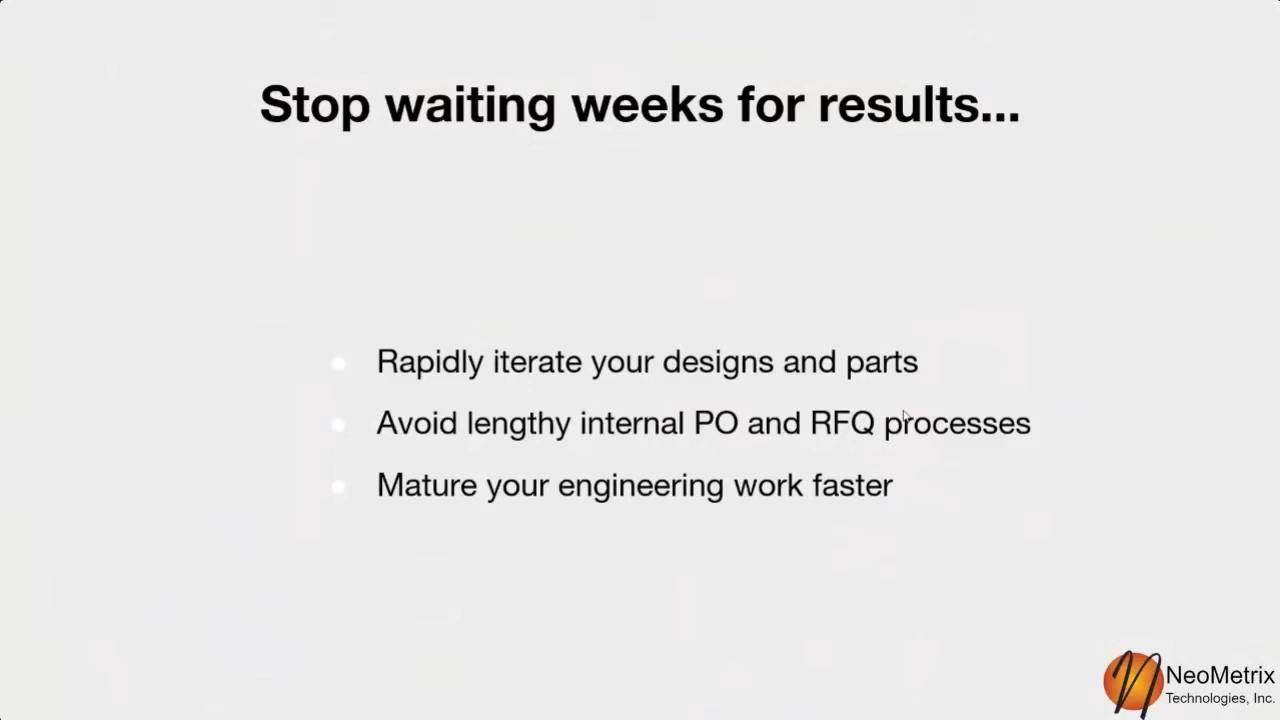 Stop waiting weeks for results...
Rapidly iterate your designs and parts
Avoid lengthy internal PO and RFQ processes
Mature your engineering work faster
NeoMetrix
Technologies, Inc.